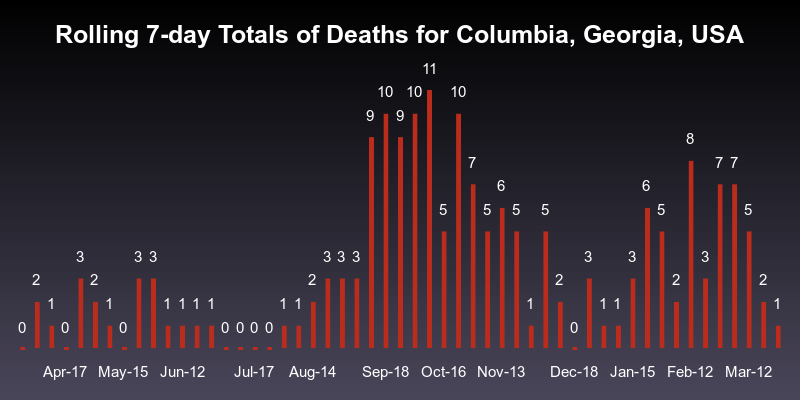 Rolling 7-day Totals of Deaths for Columbia, Georgia, USA
0 2 1 0 3 2 1 0 3 3 1 1 1 1 0 0 0 0 1 1 2 3 3 3 9 10 9 10 11 5 10 7 5 6 5 1 5 2 0 3 1 1 3 6 5 2 8 3 7 7 5 2 1
Apr-17 May-15 Jun-12 Jul-17 Aug-14 Sep-18 Oct-16 Nov-13 Dec-18 Jan-15 Feb-12 Mar-12